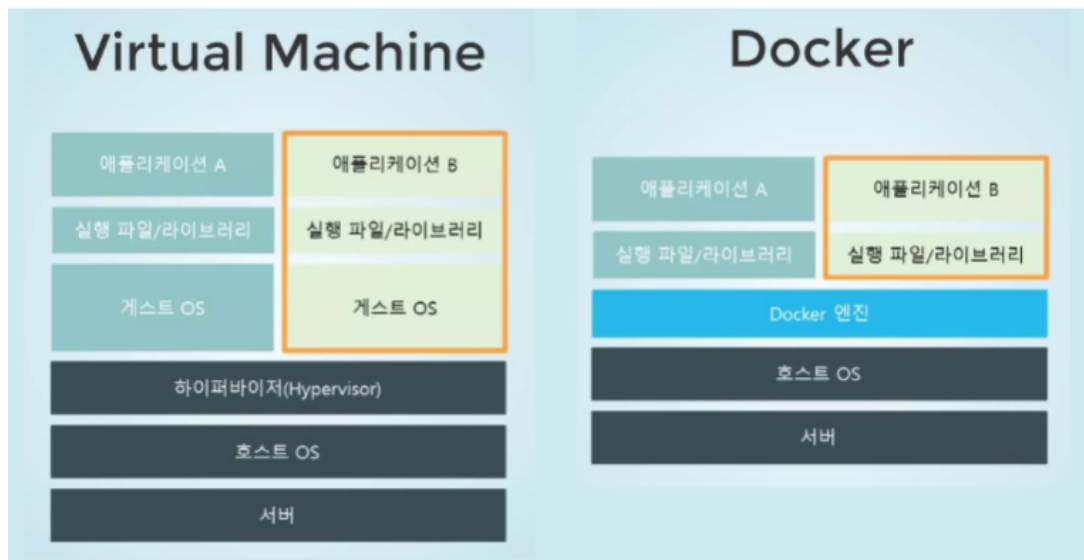 Virtual Machine
애플리케이션 A
애플리케이션 B
실행 파일/라이브러리
실행 파일/라이브러리
게스트 OS
게스트 OS
하이퍼바이저(Hypervisor)
호스트 OS
서버
Docker
애플리케이션 A
애플리케이션 B
실행 파일/라이브러리
실행 파일/라이브러리
Docker 엔진
호스트 OS
서버